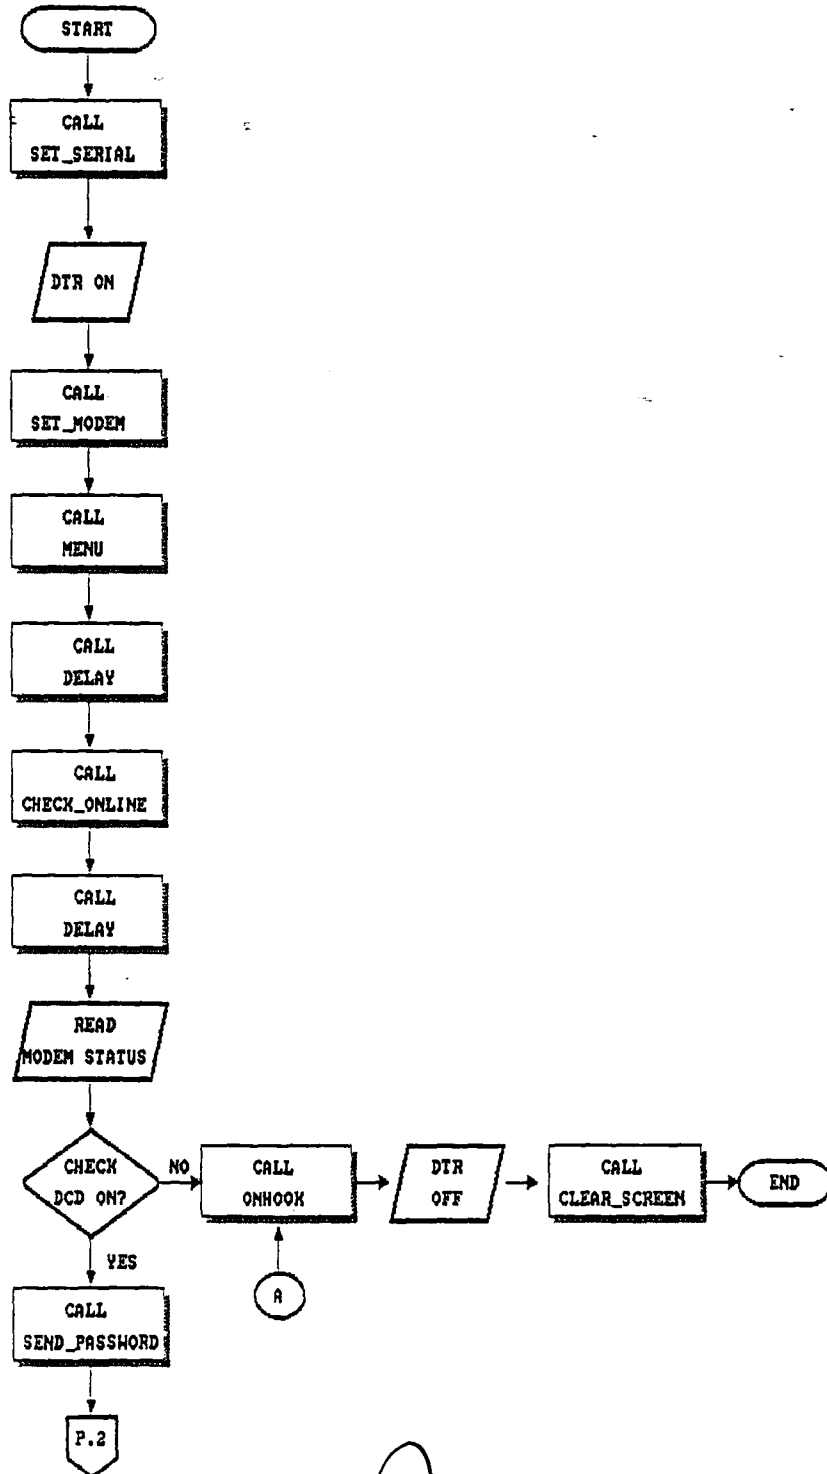 START
CALL
SET_SERIAL
DTR ON
CALL
SET_MODEM
CALL
MENU
CALL
DELAY
CALL
CHECK_ONLINE
CALL
DELAY
READ
MODEM STATUS
CHECK
DCD ON?
NO
CALL
ONHOOK
DTR
OFF
CALL
CLEAR_SCREEN
END
YES
A
CALL
SEND_PASSWORD
P.2